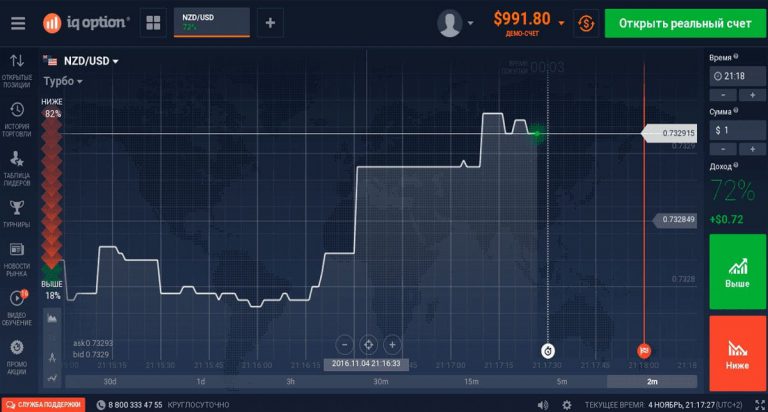 iq option®
NZD/USD
72%
$991.80
ДЕМО-СЧЕТ
Открыть реальный счет
ОТКРЫТЫЕ
ПОЗИЦИИ
ИСТОРИЯ
ТОРГОВЛИ
ТАБЛИЦА
ЛИДЕРОВ
ТУРНИРЫ
НОВОСТИ
РЫНКА
16
ВИДЕО
ОБУЧЕНИЕ
ПРОМО
АКЦИИ
NZD/USD
Турбо
НИЖЕ
82%
ВЫШЕ
18%
ВРЕМЯ
ПОКУПКИ
00:03
0.732915
0.7329
0.732849
0.7328
ask 0.73293
bid 0.7329
2016.11.04 21:16:33
21:15:15
21:15:30
21:15:45
21:16:00
21:16:15
21:16:45
21:17:00
21:17:15
21:17:30
21:17:45
21:18:00
30d
1d
3h
30m
15m
5m
2m
Время
21:18
Сумма
$ 1
Доход
72%
+$0.72
Выше
Ниже
СЛУЖБА ПОДДЕРЖКИ
8 800 333 47 55 КРУГЛОСУТОЧНО
ТЕКУЩЕЕ ВРЕМЯ: 4 НОЯБРЬ, 21:17:27 (UTC+2)